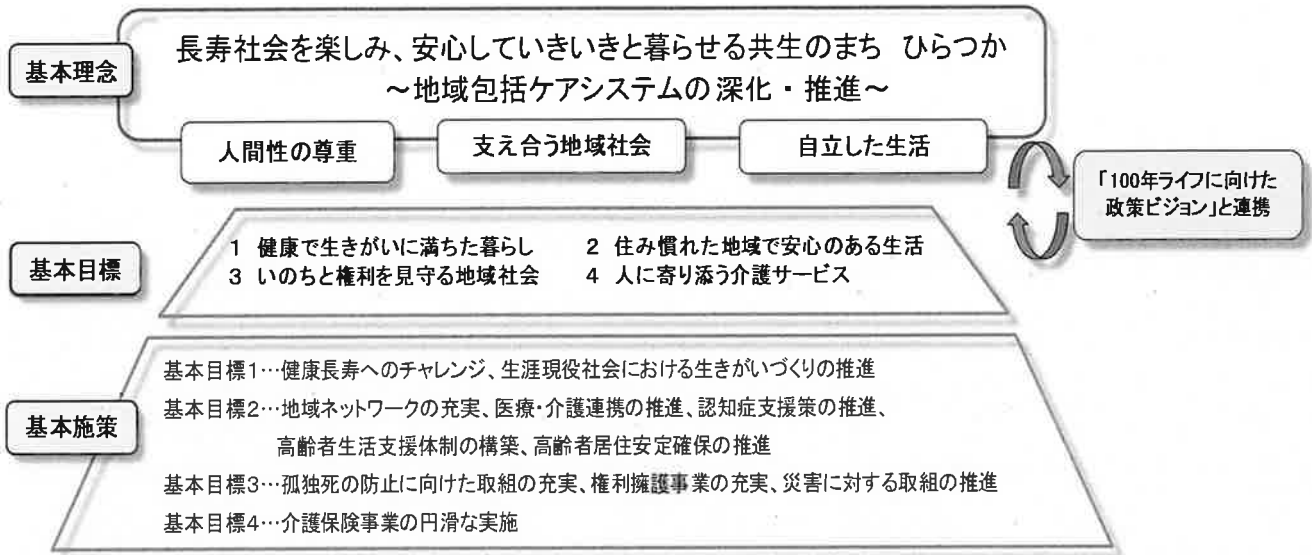 基本理念
長寿社会を楽しみ、安心していきいきと暮らせる共生のまち ひらつか
～地域包括ケアシステムの深化・推進～
人間性の尊重
支え合う地域社会
自立した生活
「100年ライフに向けた
政策ビジョン」と連携
基本目標
1 健康で生きがいに満ちた暮らし 2 住み慣れた地域で安心のある生活
3 いのちと権利を見守る地域社会 4 人に寄り添う介護サービス
基本施策
基本目標1…健康長寿へのチャレンジ、生涯現役社会における生きがいづくりの推進
基本目標2…地域ネットワークの充実、医療・介護連携の推進、認知症支援策の推進、
高齢者生活支援体制の構築、高齢者居住安定確保の推進
基本目標3…孤独死の防止に向けた取組の充実、権利擁護事業の充実、災害に対する取組の推進
基本目標4…介護保険事業の円滑な実施